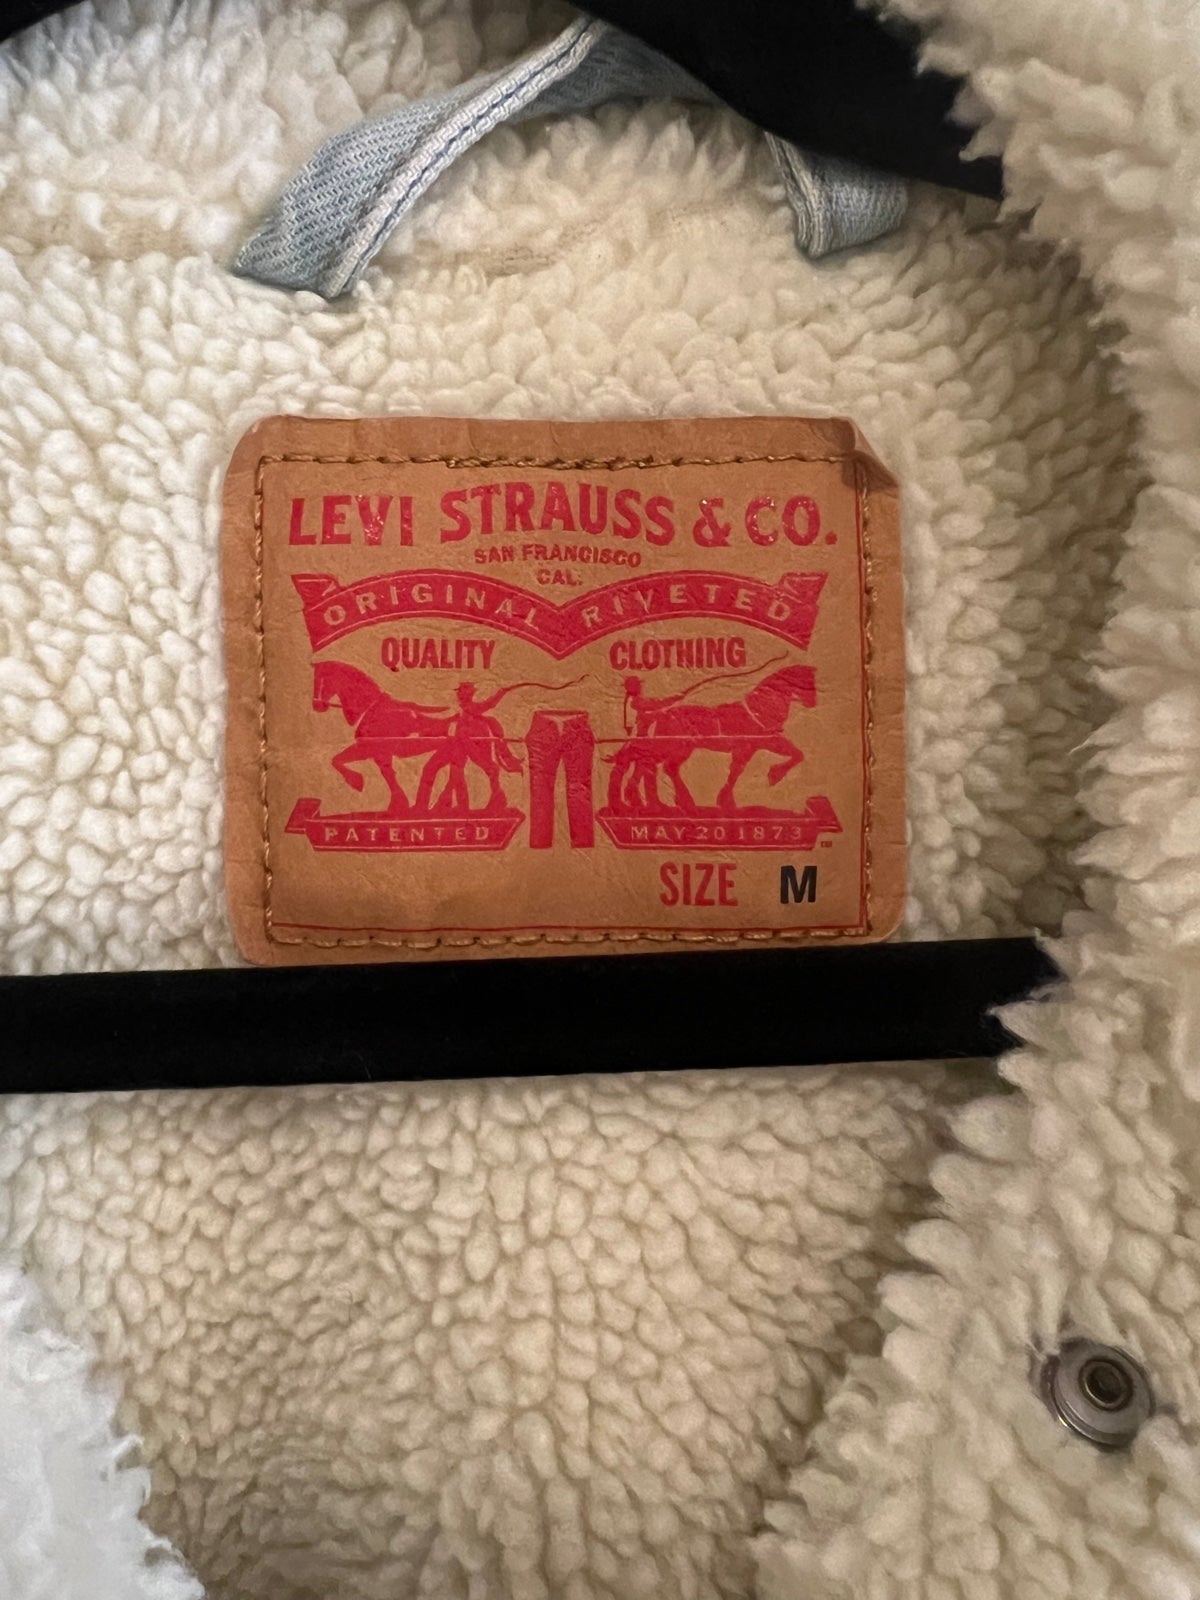 LEVI STRAUSS & CO.
SAN FRANCISCO
CAL.
ORIGINAL RIVETED
QUALITY CLOTHING
PATENTED MAY 20 1873
SIZE M